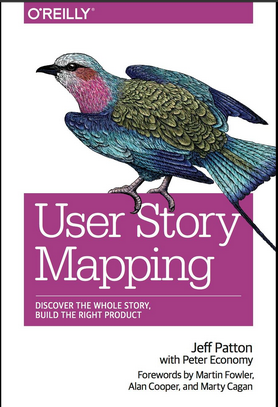 O'REILLY®
User Story
Mapping
DISCOVER THE WHOLE STORY,
BUILD THE RIGHT PRODUCT
Jeff Patton
with Peter Economy
Forewords by Martin Fowler,
Alan Cooper, and Marty Cagan